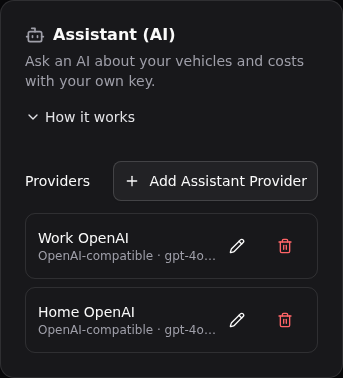 Assistant (AI)
Ask an AI about your vehicles and costs
with your own key.
How it works
Providers
Add Assistant Provider
Work OpenAI
OpenAI-compatible · gpt-4o...
Home OpenAI
OpenAI-compatible · gpt-4o...